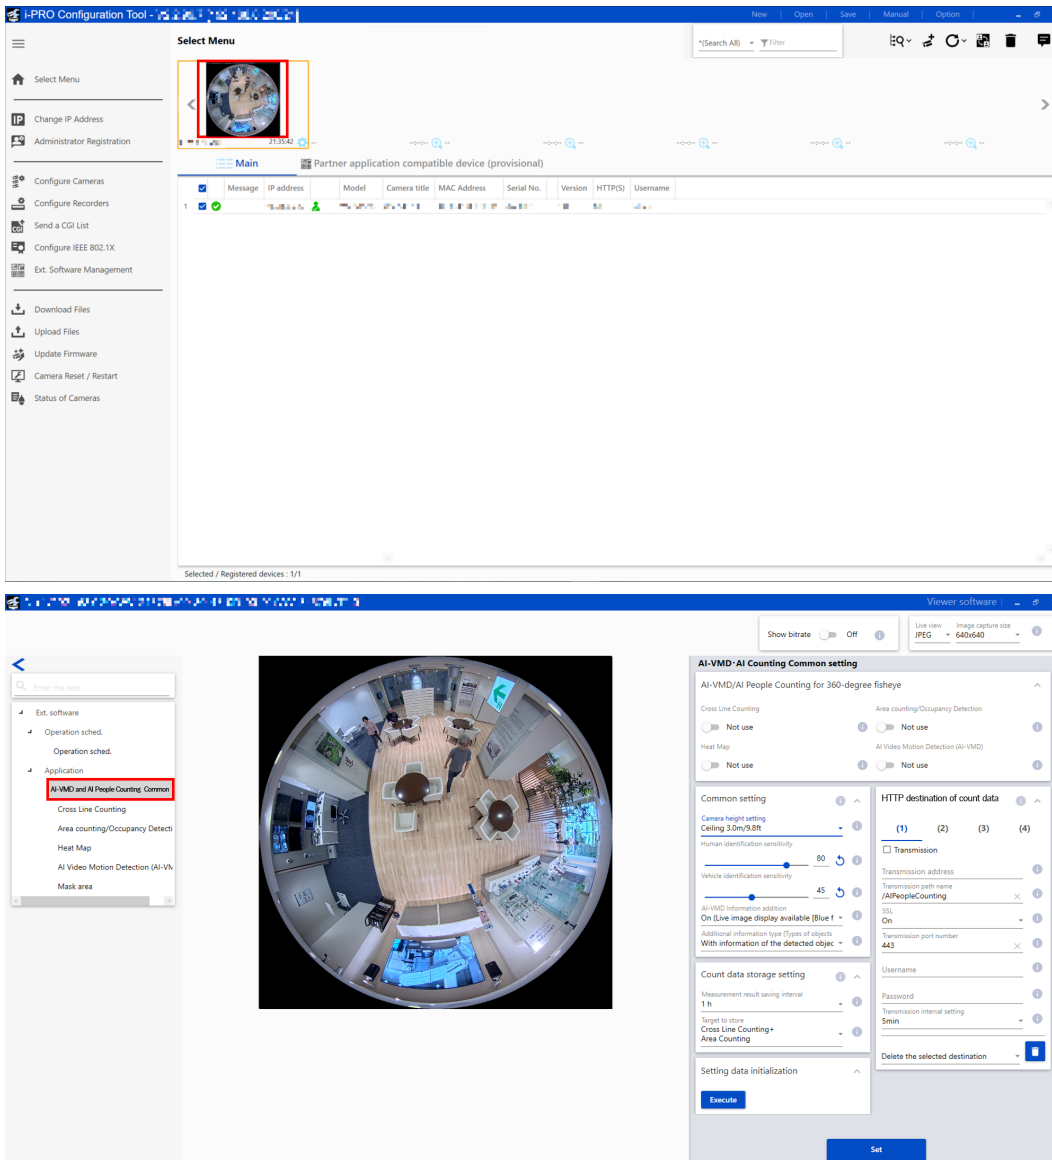 i-PRO Configuration Tool -
New | Open | Save | Manual | Option |
Select Menu
*(Search All) Filter
Select Menu
IP Change IP Address
Administrator Registration
Configure Cameras
Configure Recorders
CGI Send a CGI List
Configure IEEE 802.1X
Ext. Software Management
Download Files
Upload Files
Update Firmware
Camera Reset / Restart
Status of Cameras
21:35:42 --
--:--:-- --
--:--:-- --
--:--:-- --
--:--:-- --
--:--:-- --
Main Partner application compatible device (provisional)
Message IP address Model Camera title MAC Address Serial No. Version HTTP(S) Username
1
Selected / Registered devices : 1/1
Viewer software |
Show bitrate Off
Live view Image capture size
JPEG 640x640
Enter the text.
Ext. software
Operation sched.
Operation sched.
Application
AI-VMD and AI People Counting Common
Cross Line Counting
Area counting/Occupancy Detecti
Heat Map
AI Video Motion Detection (AI-VM
Mask area
AI-VMD·AI Counting Common setting
AI-VMD/AI People Counting for 360-degree fisheye
Cross Line Counting
Not use
Area counting/Occupancy Detection
Not use
Heat Map
Not use
AI Video Motion Detection (AI-VMD)
Not use
Common setting
Camera height setting
Ceiling 3.0m/9.8ft
Human identification sensitivity
80
Vehicle identification sensitivity
45
AI-VMD Information addition
On (Live image display available [Blue f
Additional information type (Types of objects
With information of the detected objec
Count data storage setting
Measurement result saving interval
1 h
Target to store
Cross Line Counting+
Area Counting
Setting data initialization
Execute
HTTP destination of count data
(1) (2) (3) (4)
Transmission
Transmission address
Transmission path name
/AIPeopleCounting
SSL
On
Transmission port number
443
Username
Password
Transmission interval setting
5min
Delete the selected destination
Set